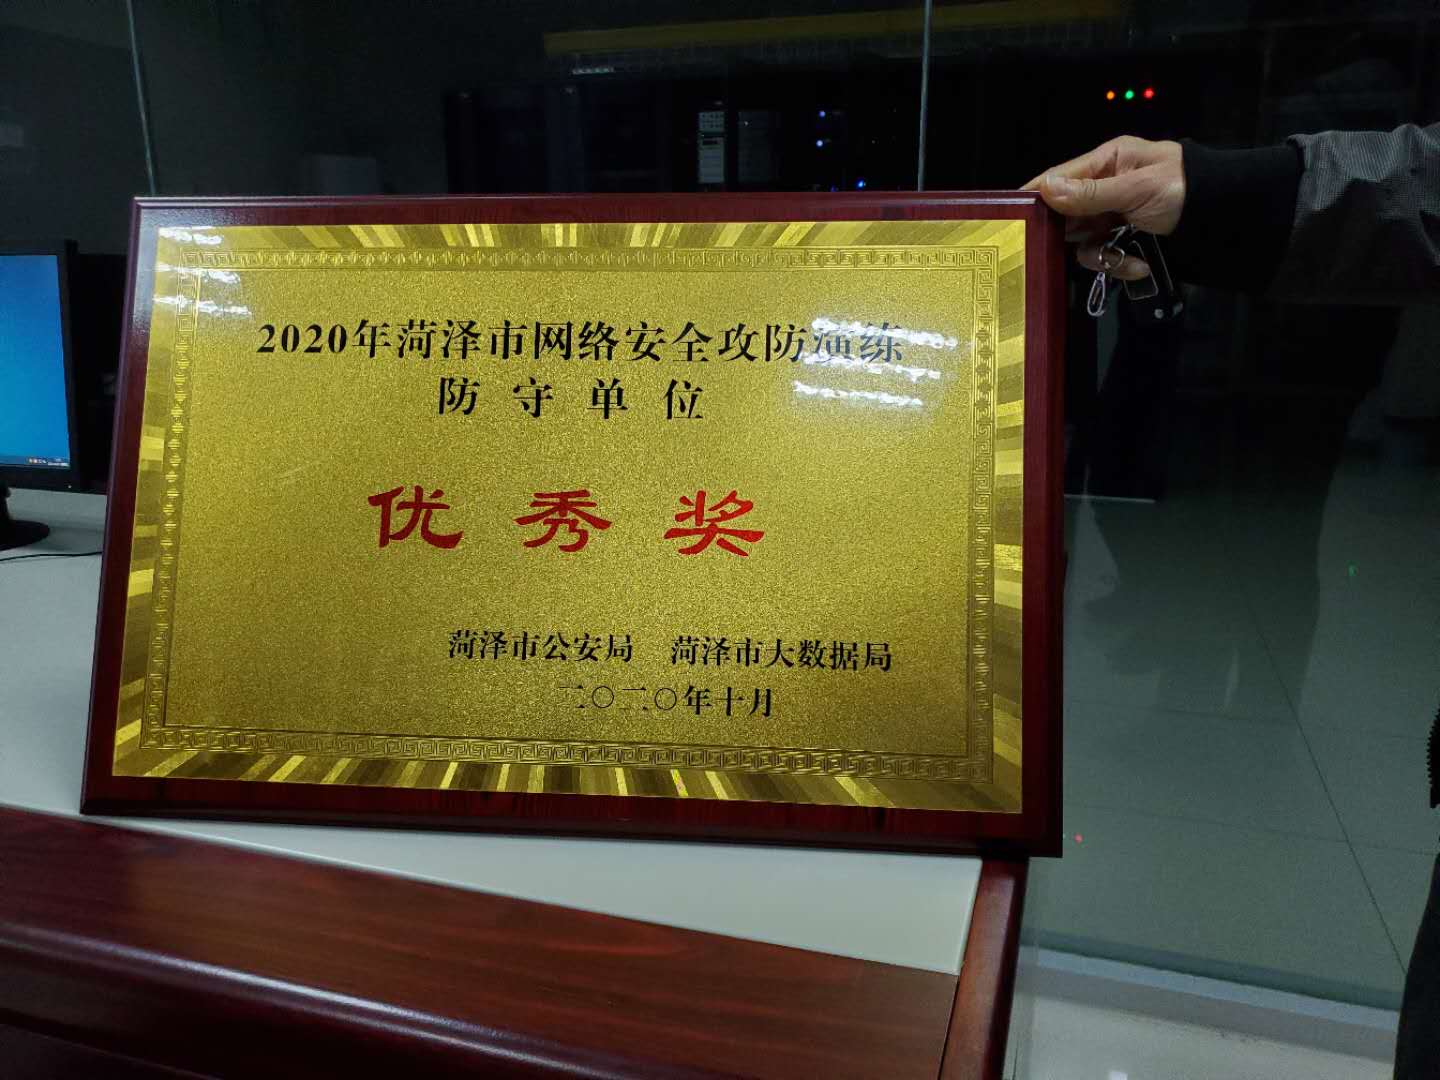 2020年菏泽市网络安全攻防演练
防守单位
优秀奖
菏泽市公安局 菏泽市大数据局
二〇二〇年十月